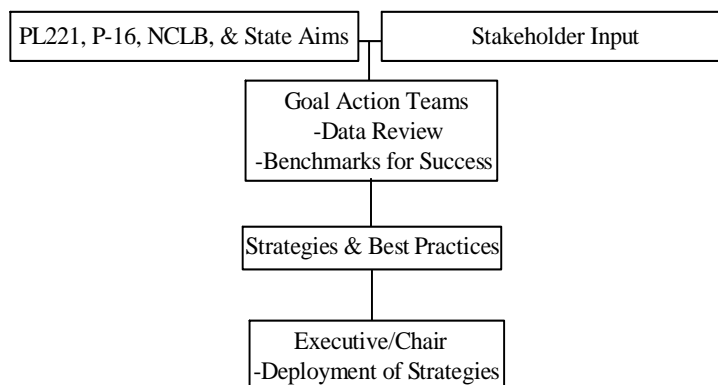 PL221, P-16, NCLB, & State Aims
Stakeholder Input
Goal Action Teams
-Data Review
-Benchmarks for Success
Strategies & Best Practices
Executive/Chair
-Deployment of Strategies